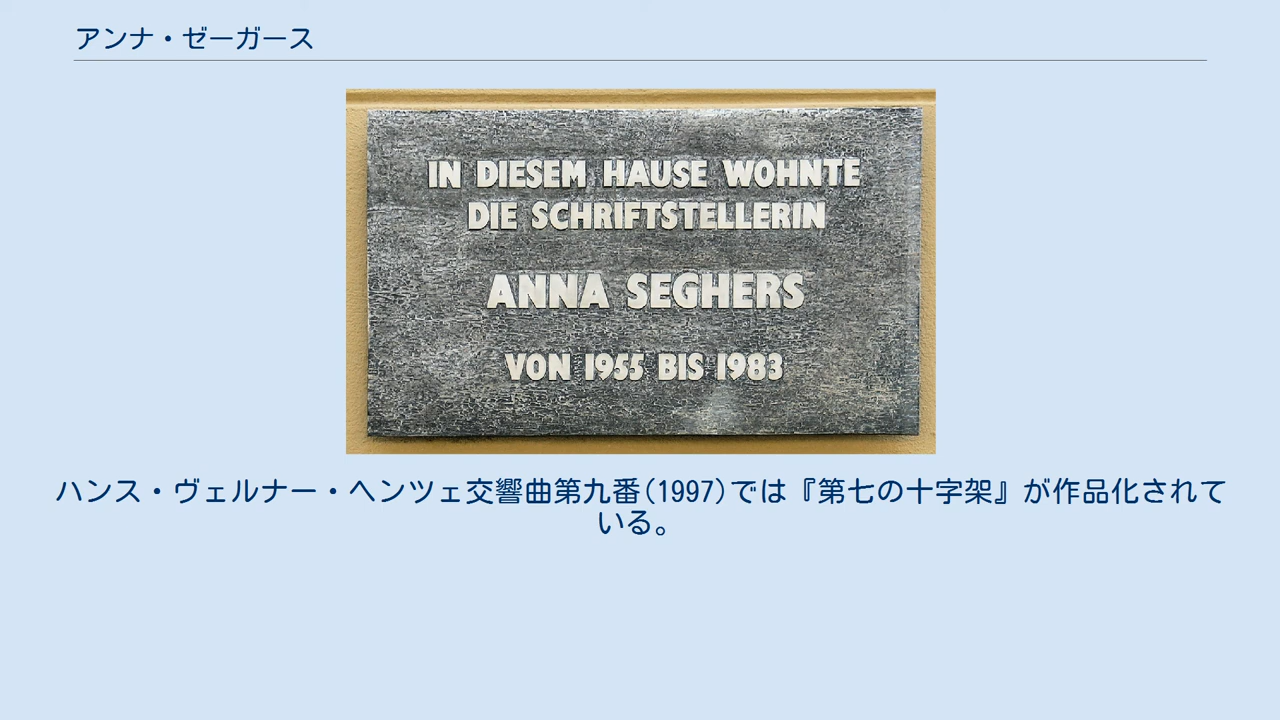 アンナ・ゼーガース
IN DIESEM HAUSE WOHNTE
DIE SCHRIFTSTELLERIN
ANNA SEGHERS
VON 1955 BIS 1983
ハンス・ヴェルナー・ヘンツェ交響曲第九番(1997)では『第七の十字架』が作品化されて
いる。